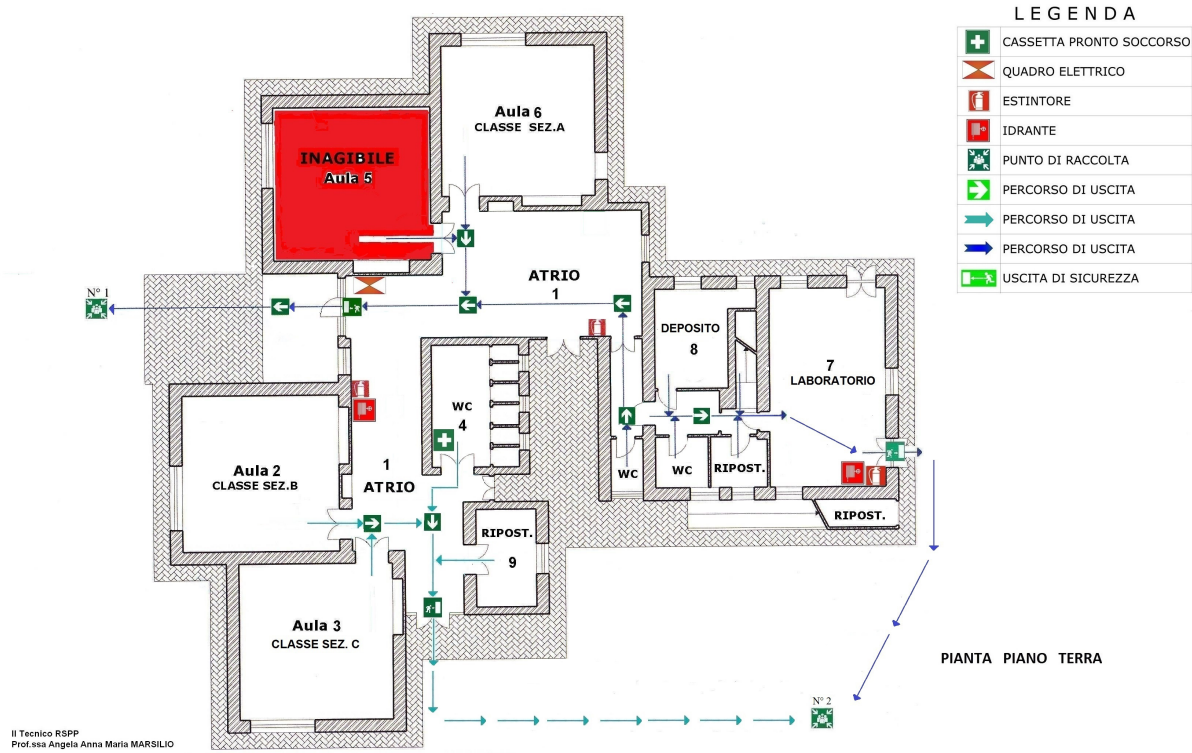 LEGENDA
CASSETTA PRONTO SOCCORSO
QUADRO ELETTRICO
ESTINTORE
IDRANTE
PUNTO DI RACCOLTA
PERCORSO DI USCITA
PERCORSO DI USCITA
PERCORSO DI USCITA
USCITA DI SICUREZZA
Aula 6
CLASSE SEZ.A
INAGIBILE
Aula 5
ATRIO
1
N° 1
DEPOSITO
8
7
LABORATORIO
WC
4
Aula 2
CLASSE SEZ.B
1
ATRIO
WC
WC
RIPOST.
RIPOST.
RIPOST.
9
Aula 3
CLASSE SEZ. C
PIANTA PIANO TERRA
N° 2
Il Tecnico RSPP
Prof.ssa Angela Anna Maria MARSILIO